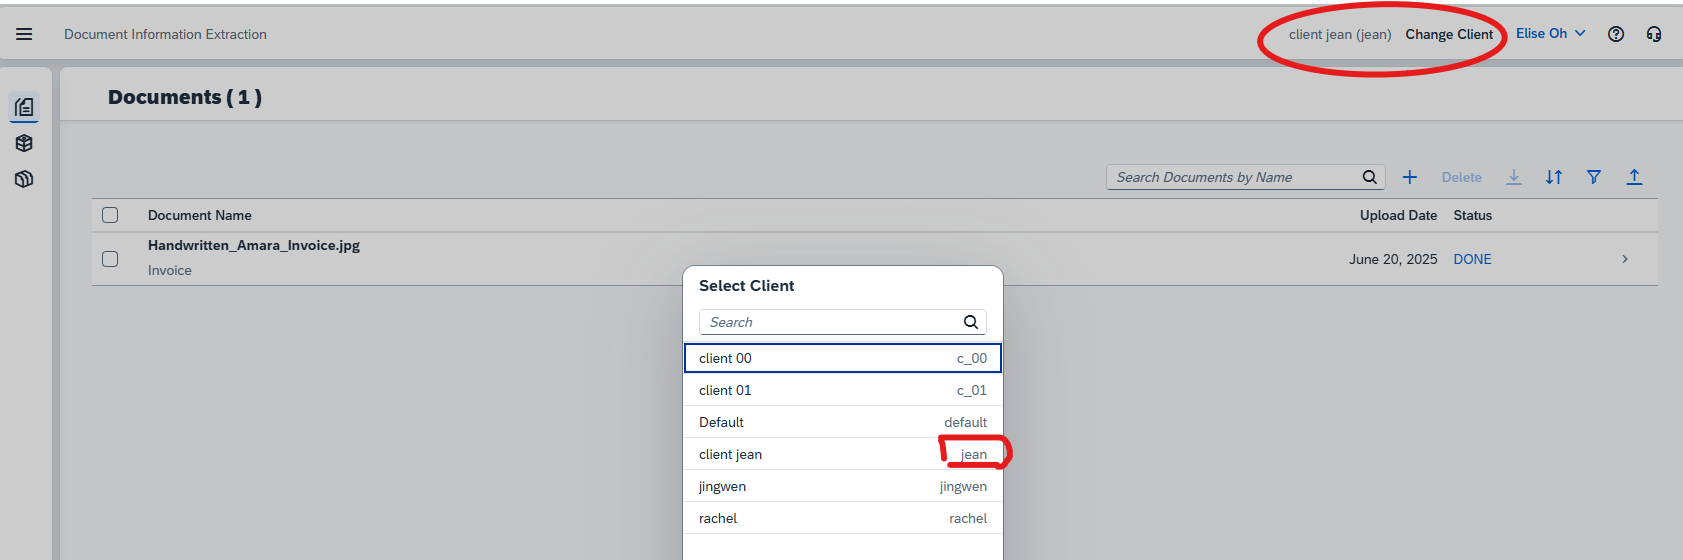 Document Information Extraction
client jean (jean) Change Client Elise Oh
Documents ( 1 )
Search Documents by Name Delete
Document Name Upload Date Status
Handwritten_Amara_Invoice.jpg
Invoice June 20, 2025 DONE
Select Client
Search
client 00 c_00
client 01 c_01
Default default
client jean jean
jingwen jingwen
rachel rachel